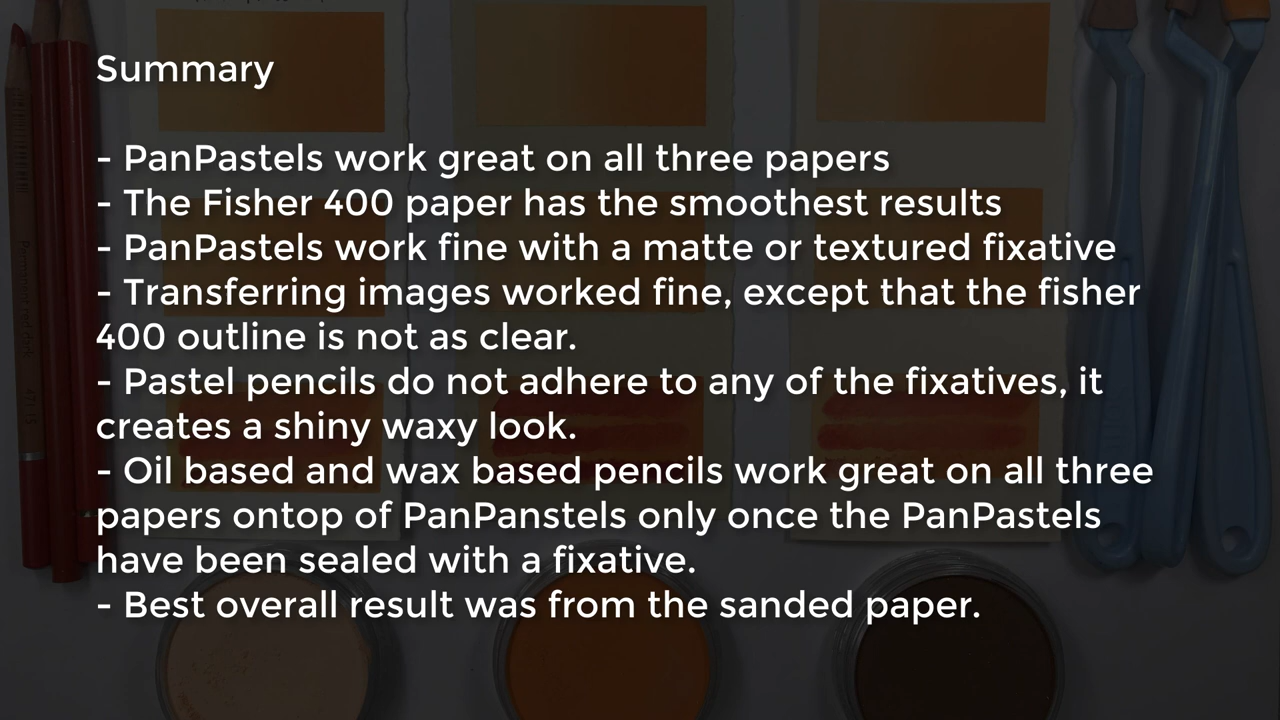 Summary
- PanPastels work great on all three papers
- The Fisher 400 paper has the smoothest results
- PanPastels work fine with a matte or textured fixative
- Transferring images worked fine, except that the fisher
400 outline is not as clear.
- Pastel pencils do not adhere to any of the fixatives, it
creates a shiny waxy look.
- Oil based and wax based pencils work great on all three
papers ontop of PanPanstels only once the PanPastels
have been sealed with a fixative.
- Best overall result was from the sanded paper.